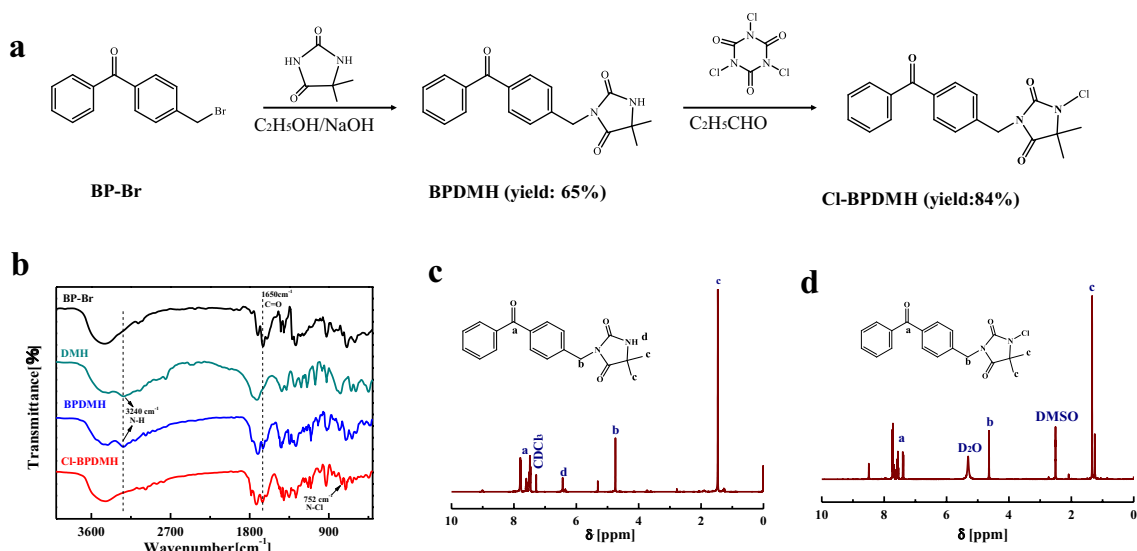 a
O
Br
BP-Br
O
HN
NH
O
C₂H₅OH/NaOH
O
O
N
NH
O
BPDMH (yield: 65%)
Cl
O
N
O
N
N
Cl
Cl
O
C₂H₅CHO
O
O
N
Cl
N
O
Cl-BPDMH (yield:84%)
b
BP-Br
1650cm⁻¹
C=O
DMH
3240 cm⁻¹
N-H
BPDMH
Cl-BPDMH
752 cm
N-Cl
Transmittance[%]
3600
2700
1800
900
Wavenumber[cm⁻¹]
c
O
a
O
N
NH
d
b
O
c
c
a
CDCl₃
d
b
c
10
8
6
4
2
0
δ [ppm]
d
O
a
O
N
Cl
N
b
O
c
c
a
D₂O
b
DMSO
c
10
8
6
4
2
0
δ [ppm]